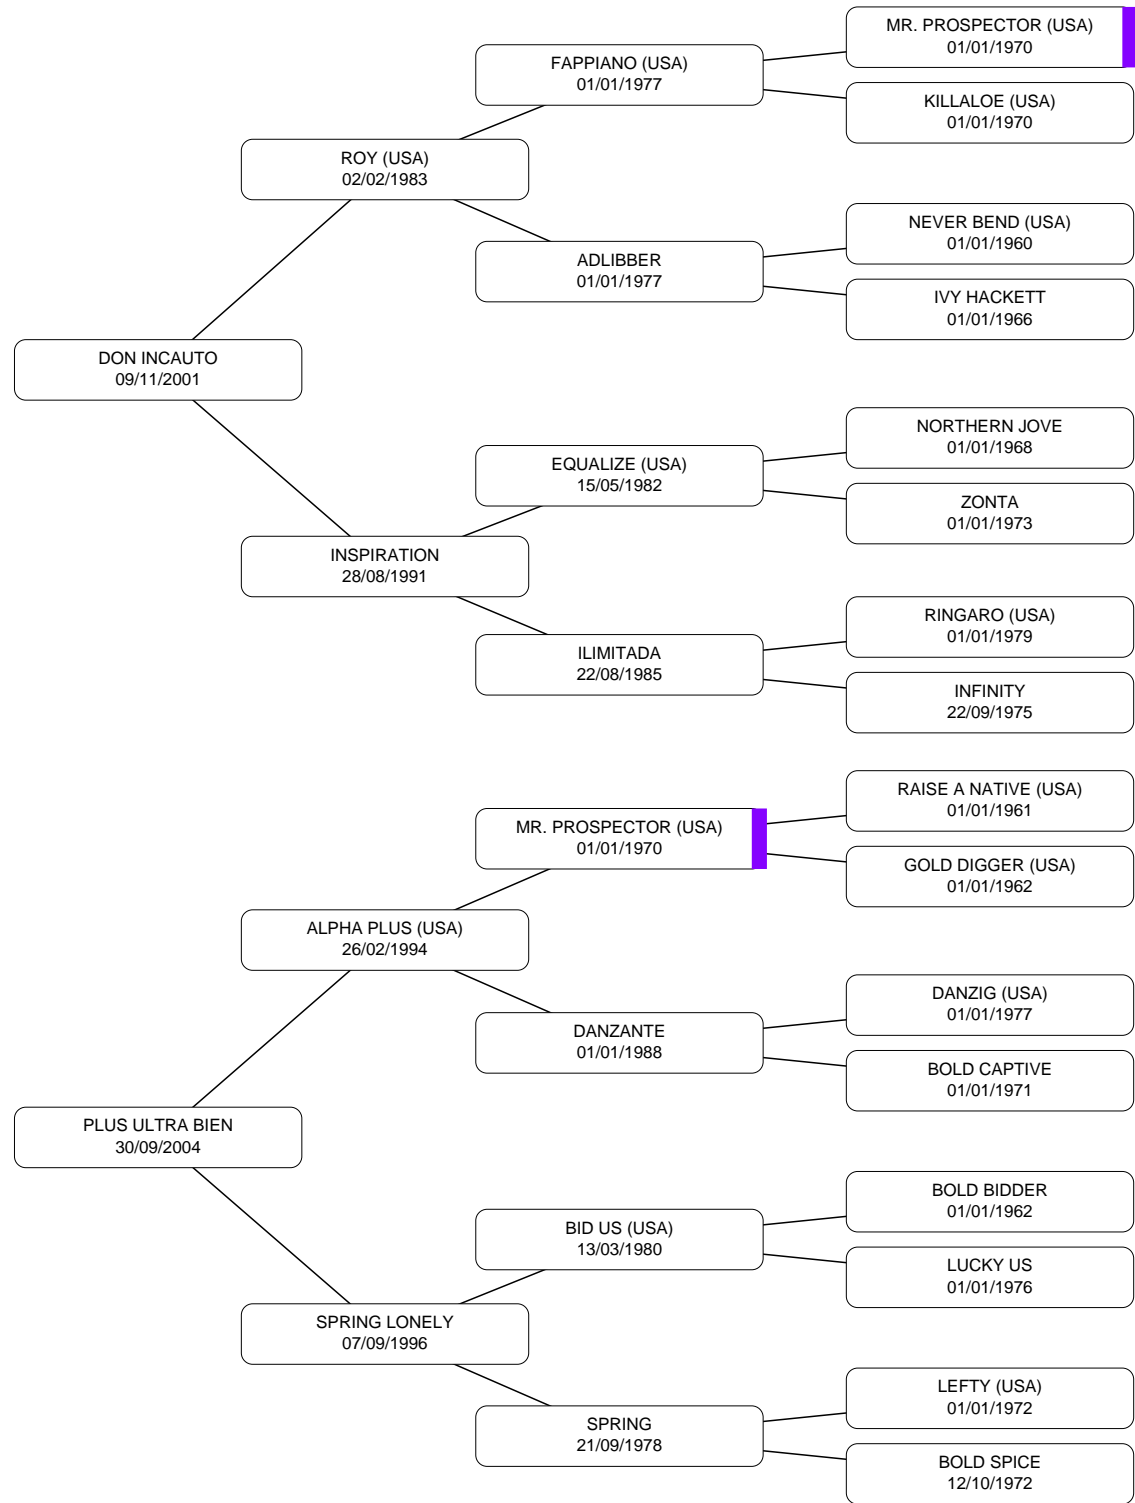 MR. PROSPECTOR (USA)
01/01/1970
FAPPIANO (USA)
01/01/1977
KILLALOE (USA)
01/01/1970
ROY (USA)
02/02/1983
NEVER BEND (USA)
01/01/1960
ADLIBBER
01/01/1977
IVY HACKETT
01/01/1966
DON INCAUTO
09/11/2001
NORTHERN JOVE
01/01/1968
EQUALIZE (USA)
15/05/1982
ZONTA
01/01/1973
INSPIRATION
28/08/1991
RINGARO (USA)
01/01/1979
ILIMITADA
22/08/1985
INFINITY
22/09/1975
RAISE A NATIVE (USA)
01/01/1961
MR. PROSPECTOR (USA)
01/01/1970
GOLD DIGGER (USA)
01/01/1962
ALPHA PLUS (USA)
26/02/1994
DANZIG (USA)
01/01/1977
DANZANTE
01/01/1988
BOLD CAPTIVE
01/01/1971
PLUS ULTRA BIEN
30/09/2004
BOLD BIDDER
01/01/1962
BID US (USA)
13/03/1980
LUCKY US
01/01/1976
SPRING LONELY
07/09/1996
LEFTY (USA)
01/01/1972
SPRING
21/09/1978
BOLD SPICE
12/10/1972